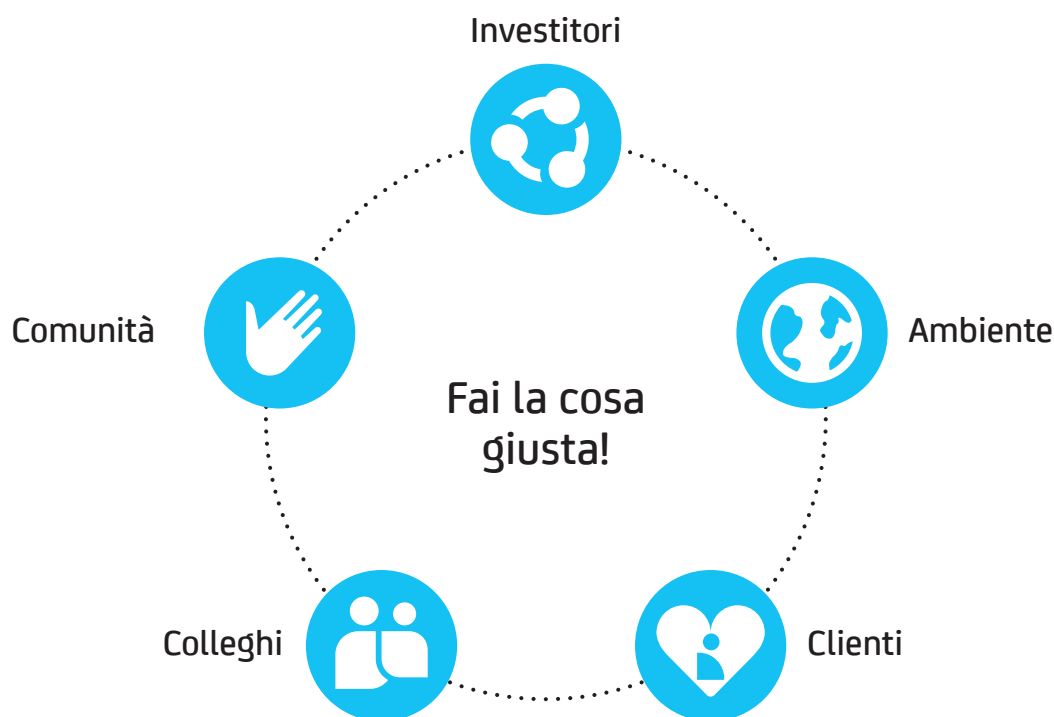 Investitori
Comunità
Ambiente
Fai la cosa
giusta!
Colleghi
Clienti